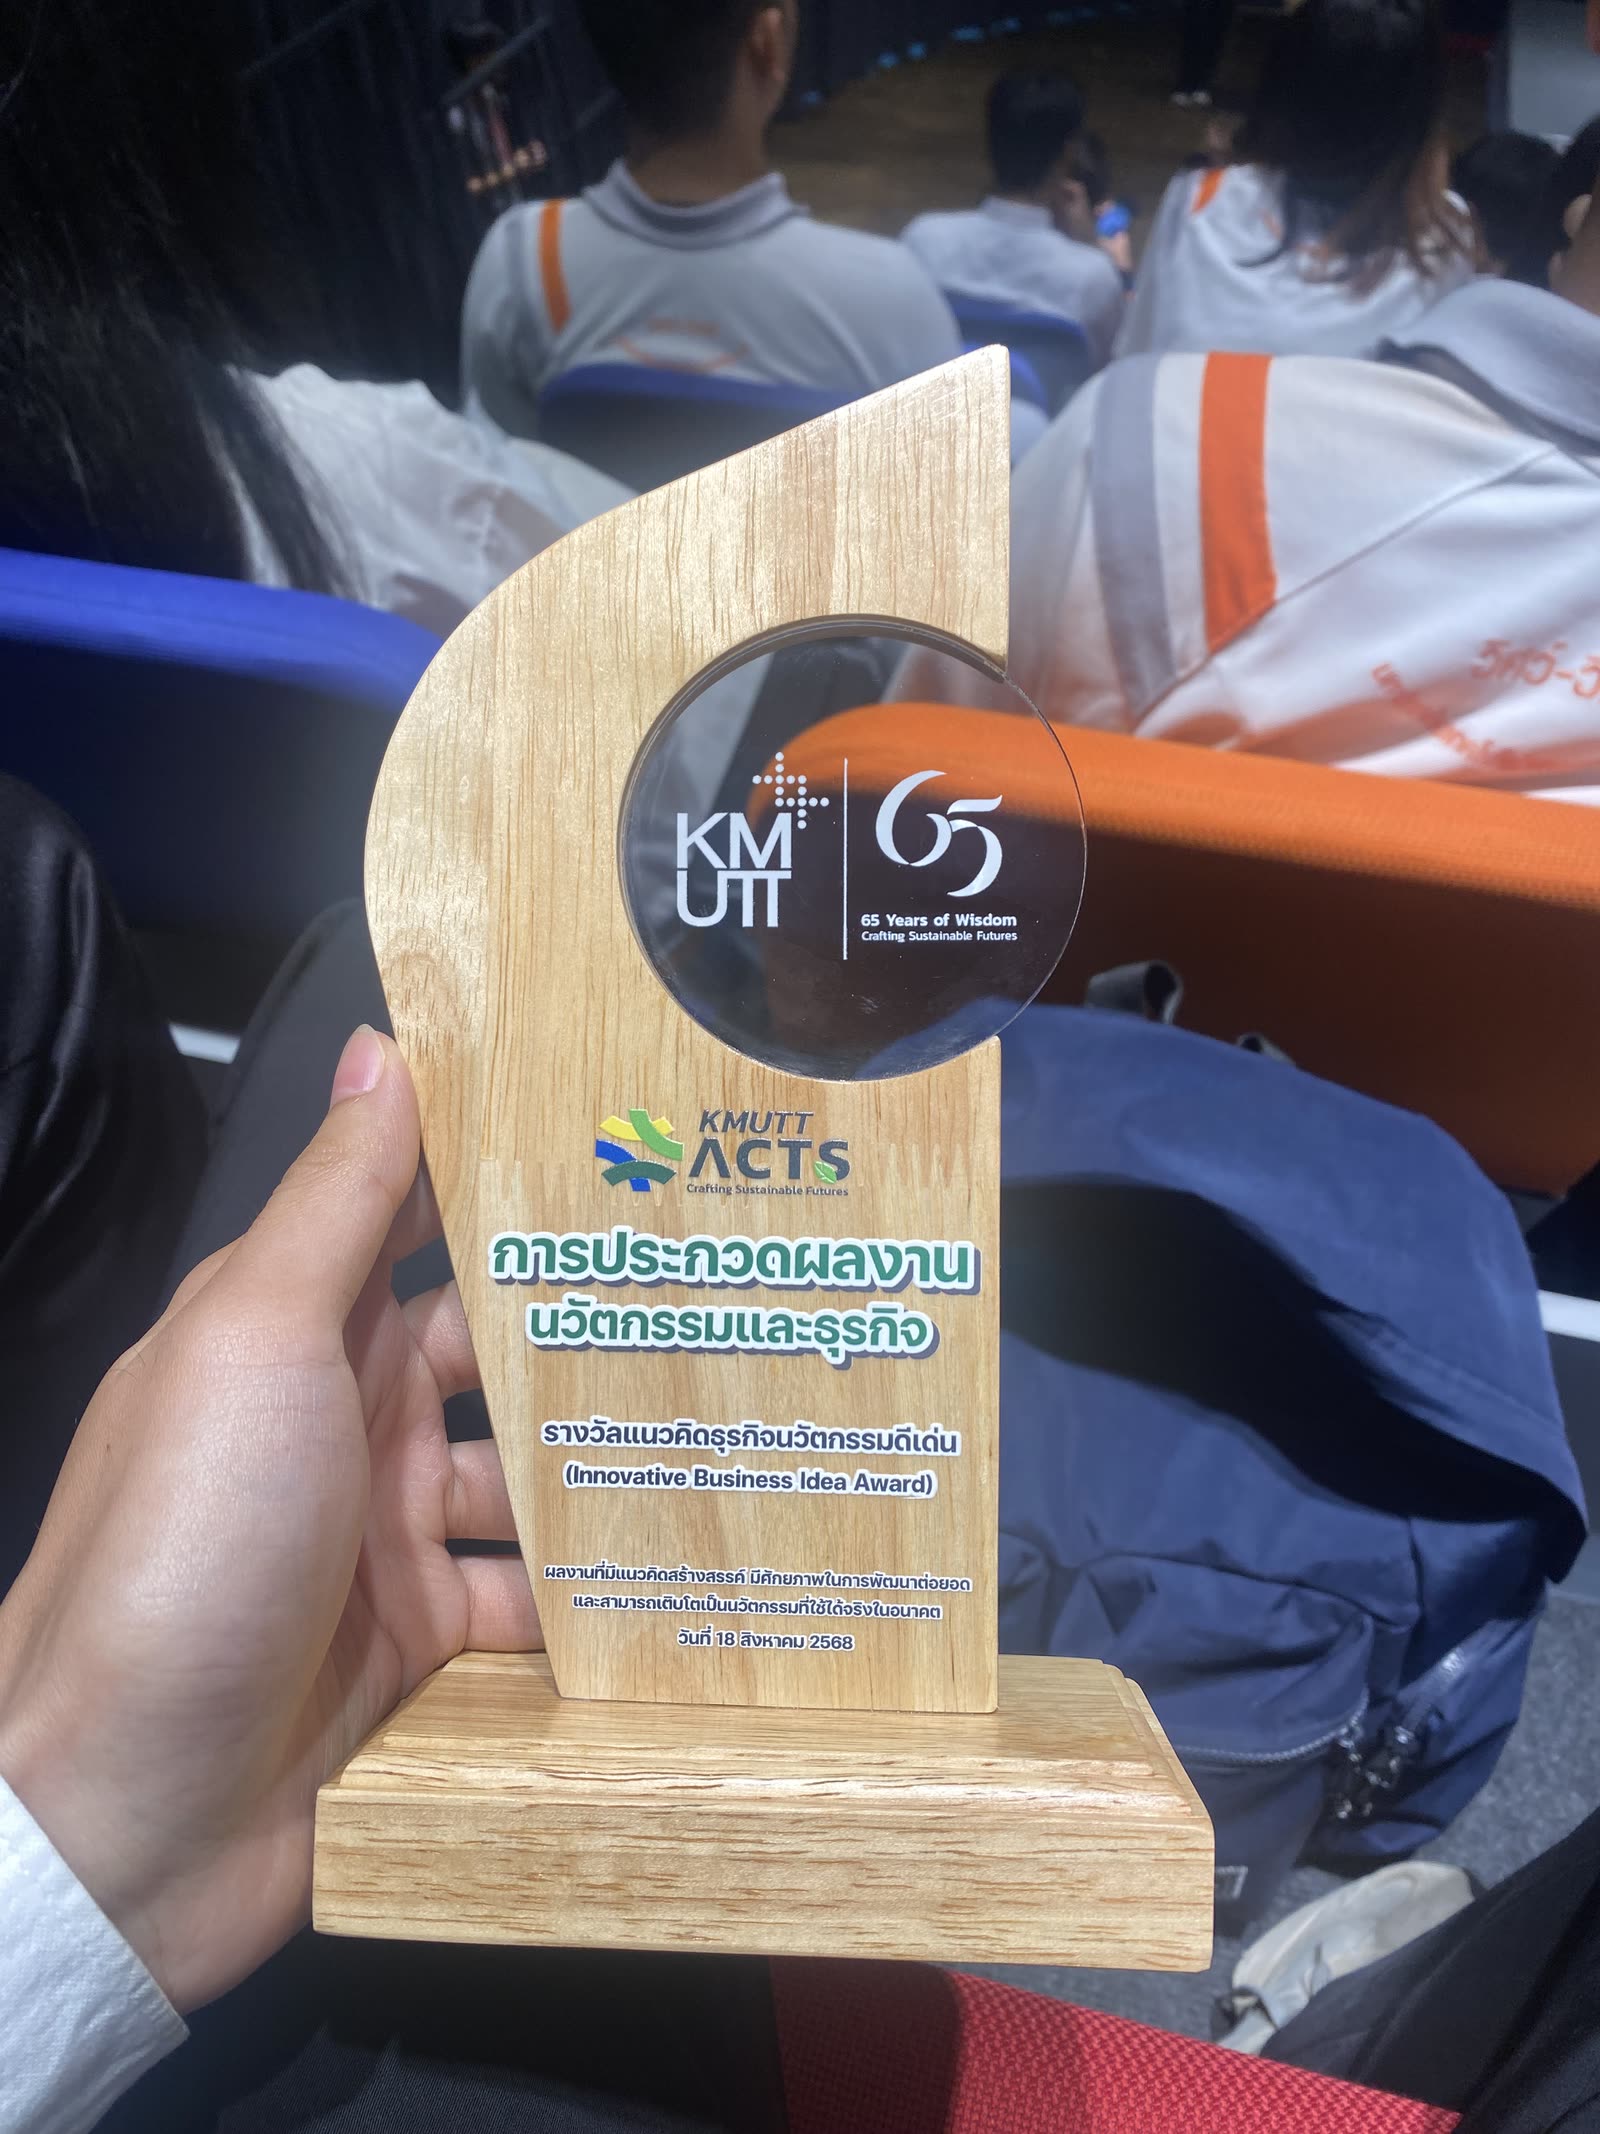 KM
UTT
65
65 Years of Wisdom
Crafting Sustainable Futures
KMUTT
ACTS
Crafting Sustainable Futures
การประกวดผลงาน
นวัตกรรมและธุรกิจ
รางวัลแนวคิดธุรกิจนวัตกรรมดีเด่น
(Innovative Business Idea Award)
ผลงานที่มีแนวคิดสร้างสรรค์ มีศักยภาพในการพัฒนาต่อยอด
และสามารถเติบโตเป็นนวัตกรรมที่ใช้ได้จริงในอนาคต
วันที่ 18 สิงหาคม 2568